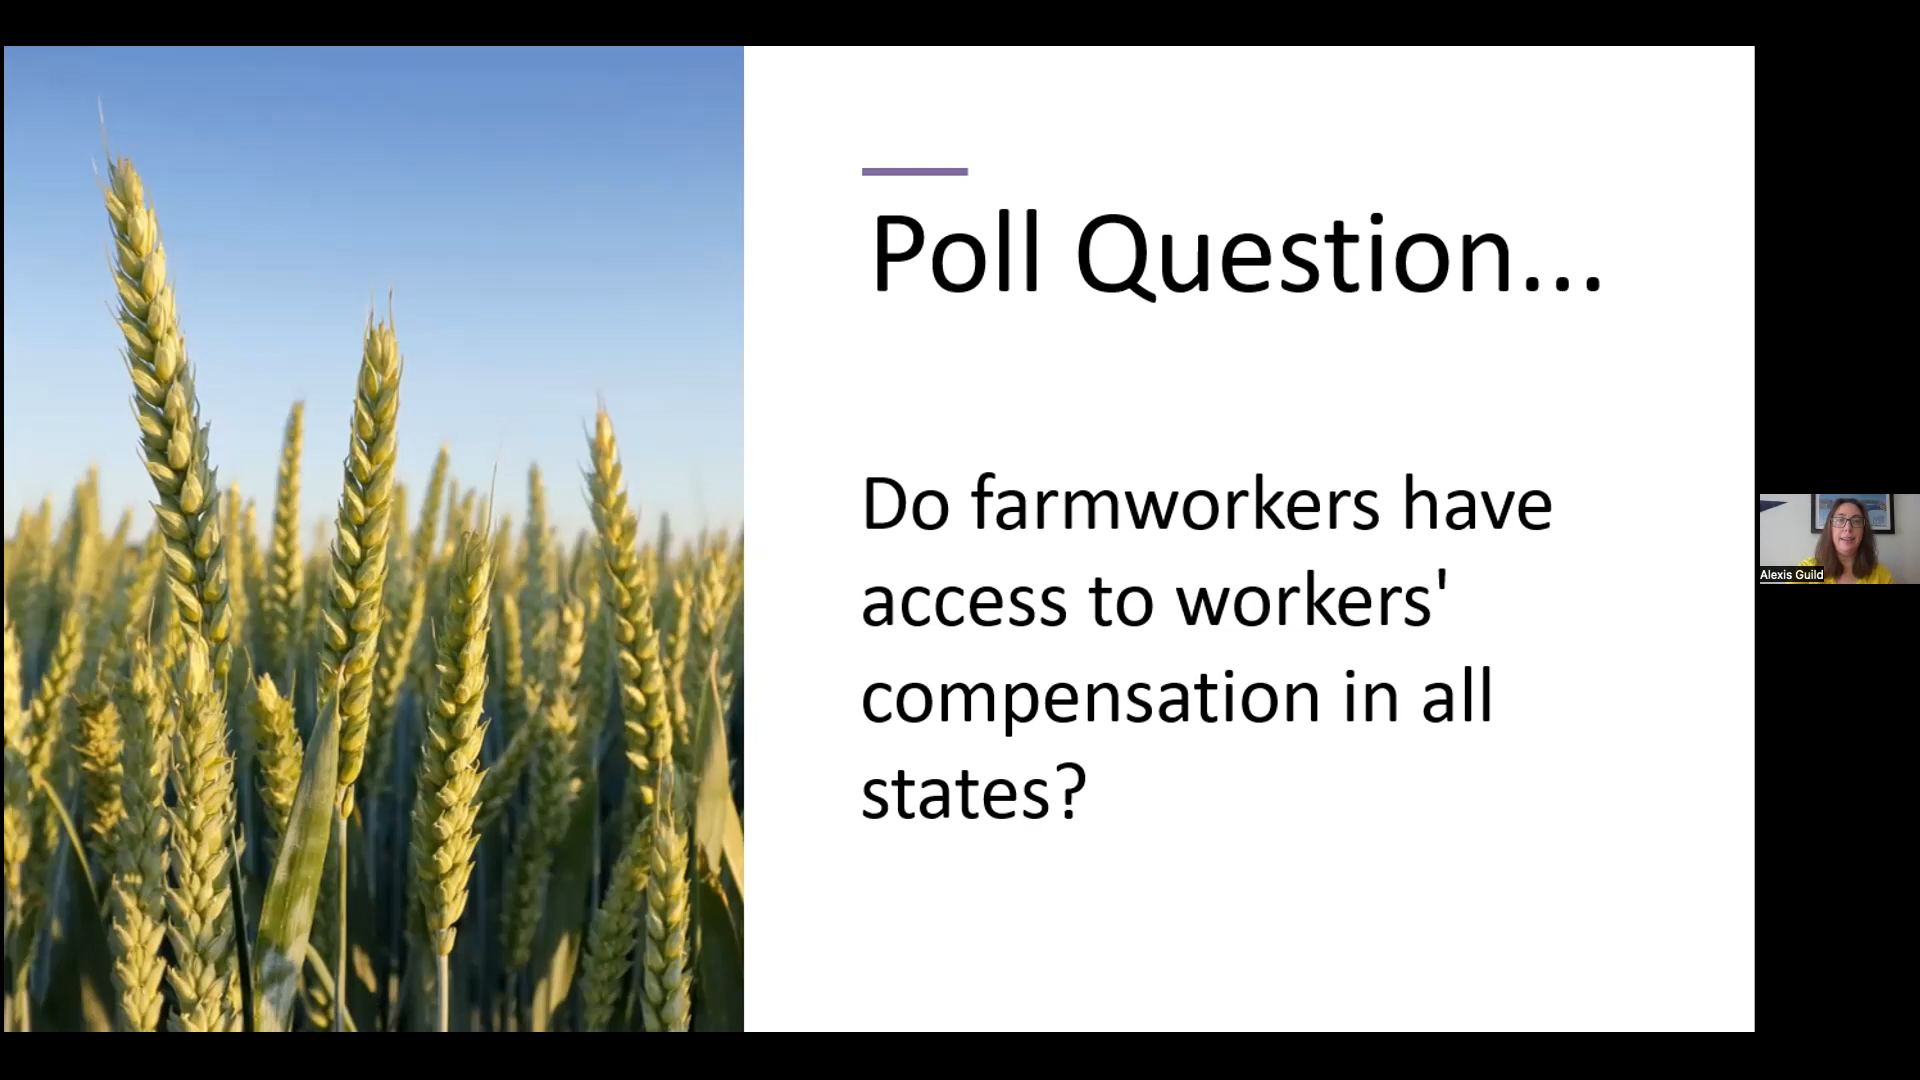 Poll Question...
Do farmworkers have
access to workers'
compensation in all
states?
Alexis Guild